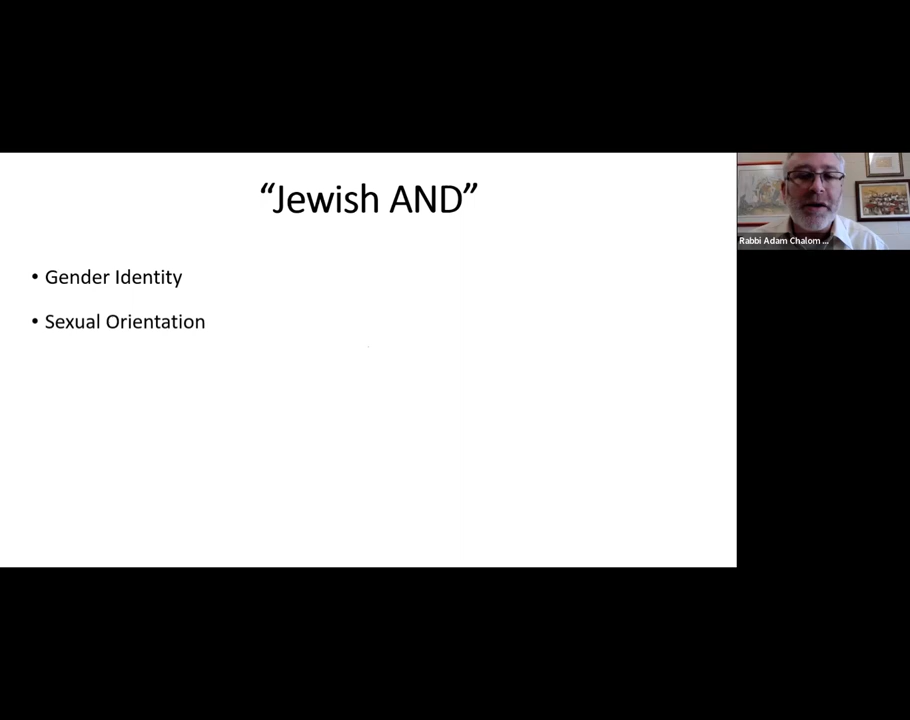 “Jewish AND”
Rabbi Adam Chalom ...
• Gender Identity
• Sexual Orientation